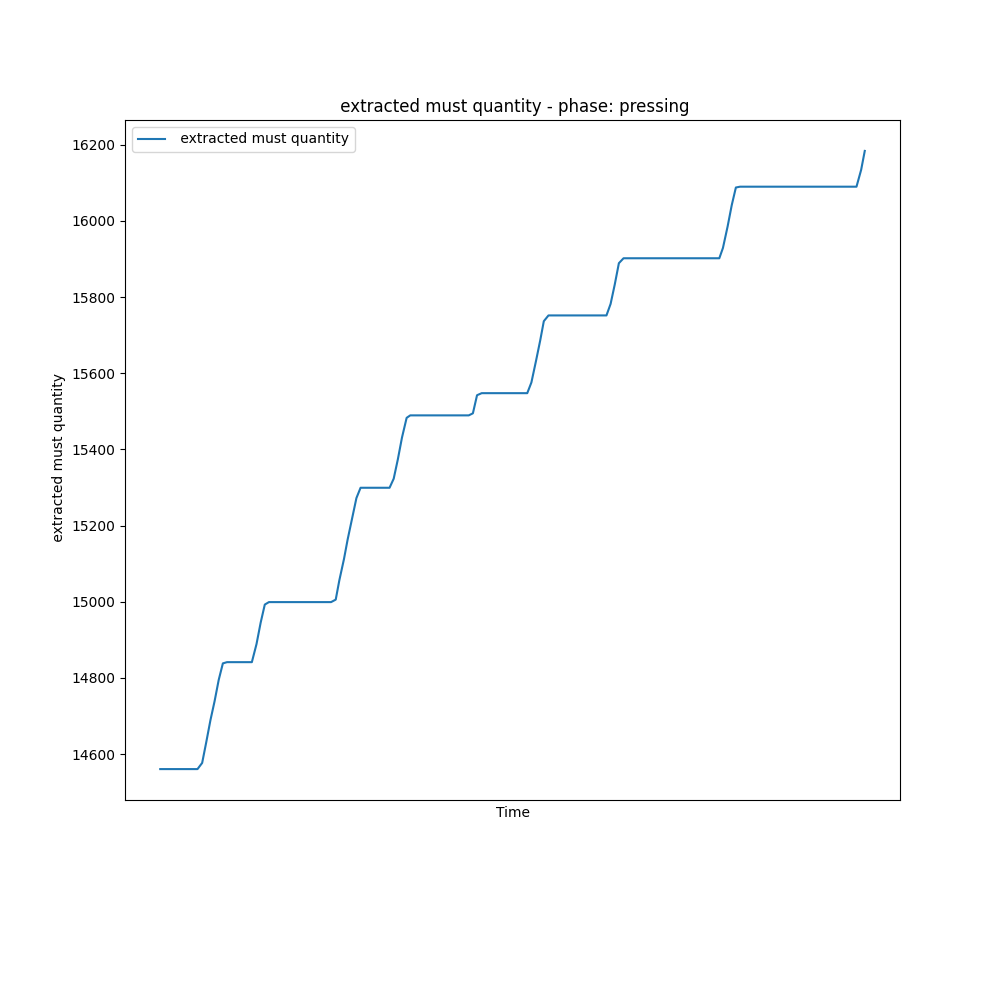 extracted must quantity - phase: pressing
extracted must quantity
16200
16000
15800
15600
15400
15200
15000
14800
14600
extracted must quantity
Time